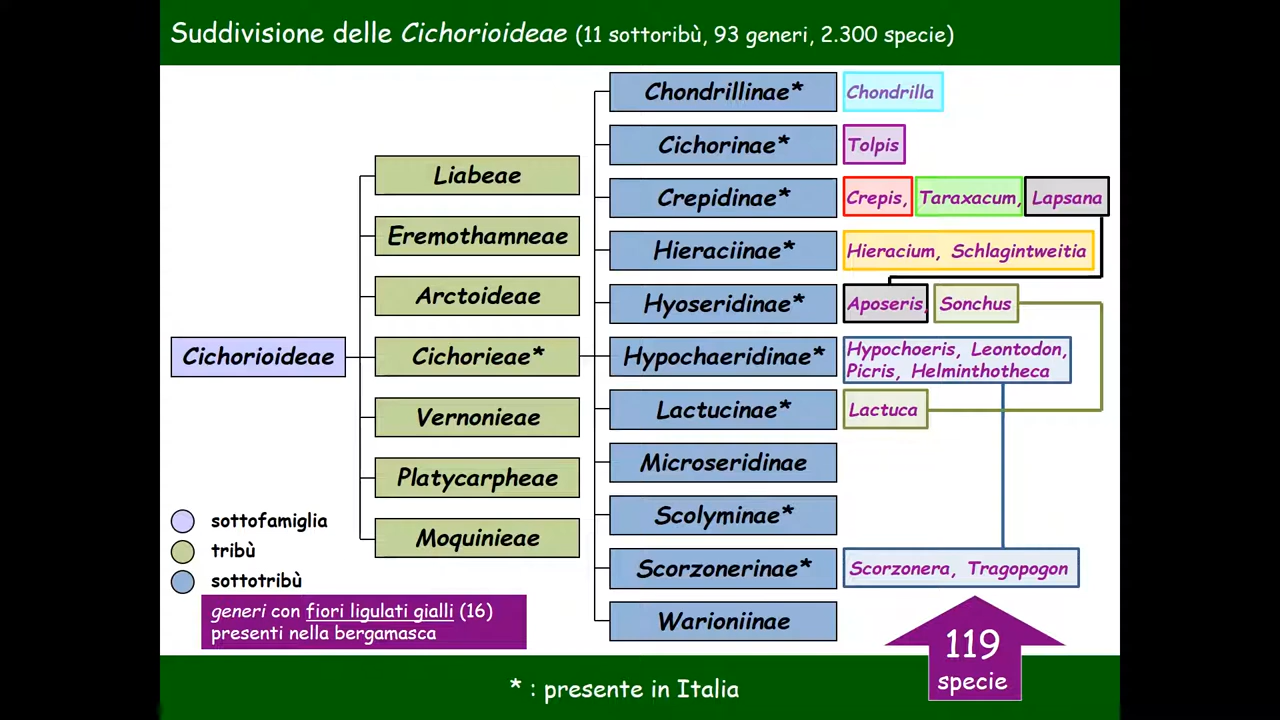 Suddivisione delle Cichorioideae (11 sottoribù, 93 generi, 2.300 specie)
Cichorioideae
Liabeae
Eremothamneae
Arctoideae
Cichorieae*
Vernonieae
Platycarpheae
Moquinieae
Chondrillinae* Chondrilla
Cichorinae* Tolpis
Crepidinae* Crepis, Taraxacum, Lapsana
Hieraciinae* Hieracium, Schlagintweitia
Hyoseridinae* Aposeris, Sonchus
Hypochaeridinae* Hypochoeris, Leontodon,
Picris, Helminthotheca
Lactucinae* Lactuca
Microseridinae
Scolyminae*
Scorzonerinae* Scorzonera, Tragopogon
Warioniinae
sottofamiglia
tribù
sottotribù
generi con fiori ligulati gialli (16)
presenti nella bergamasca
119
specie
* : presente in Italia